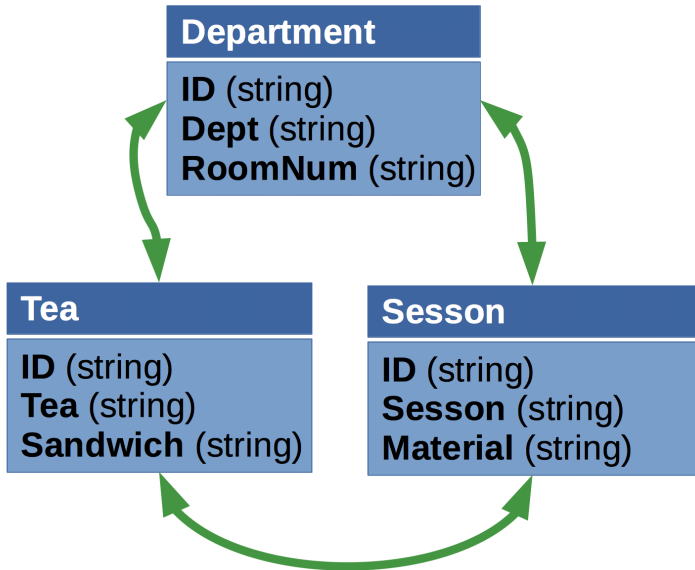 Department
ID (string)
Dept (string)
RoomNum (string)
Tea
ID (string)
Tea (string)
Sandwich (string)
Sesson
ID (string)
Sesson (string)
Material (string)